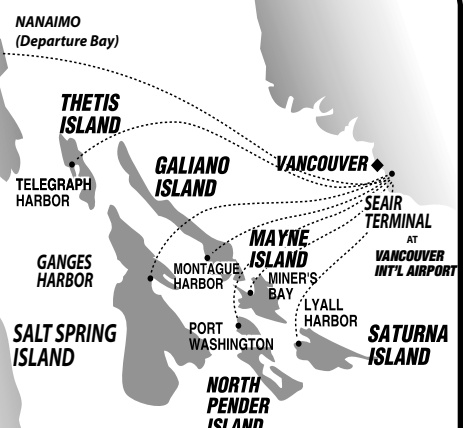 NANAIMO
(Departure Bay)
THETIS
ISLAND
GALIANO
ISLAND
VANCOUVER
TELEGRAPH
HARBOR
SEAIR
TERMINAL
AT
VANCOUVER
INT'L AIRPORT
MAYNE
ISLAND
GANGES
HARBOR
MONTAGUE
HARBOR
MINER'S
BAY
LYALL
HARBOR
SALT SPRING
ISLAND
PORT
WASHINGTON
SATURNA
ISLAND
NORTH
PENDER
ISLAND